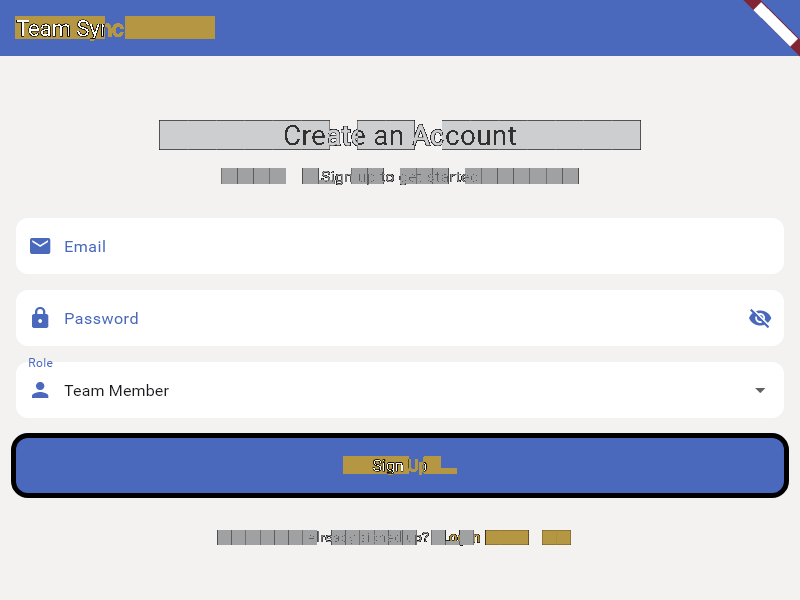 Team Sync
Create an Account
Sign up to get started
Email
Password
Role
Team Member
Sign Up
Already signed up? Login